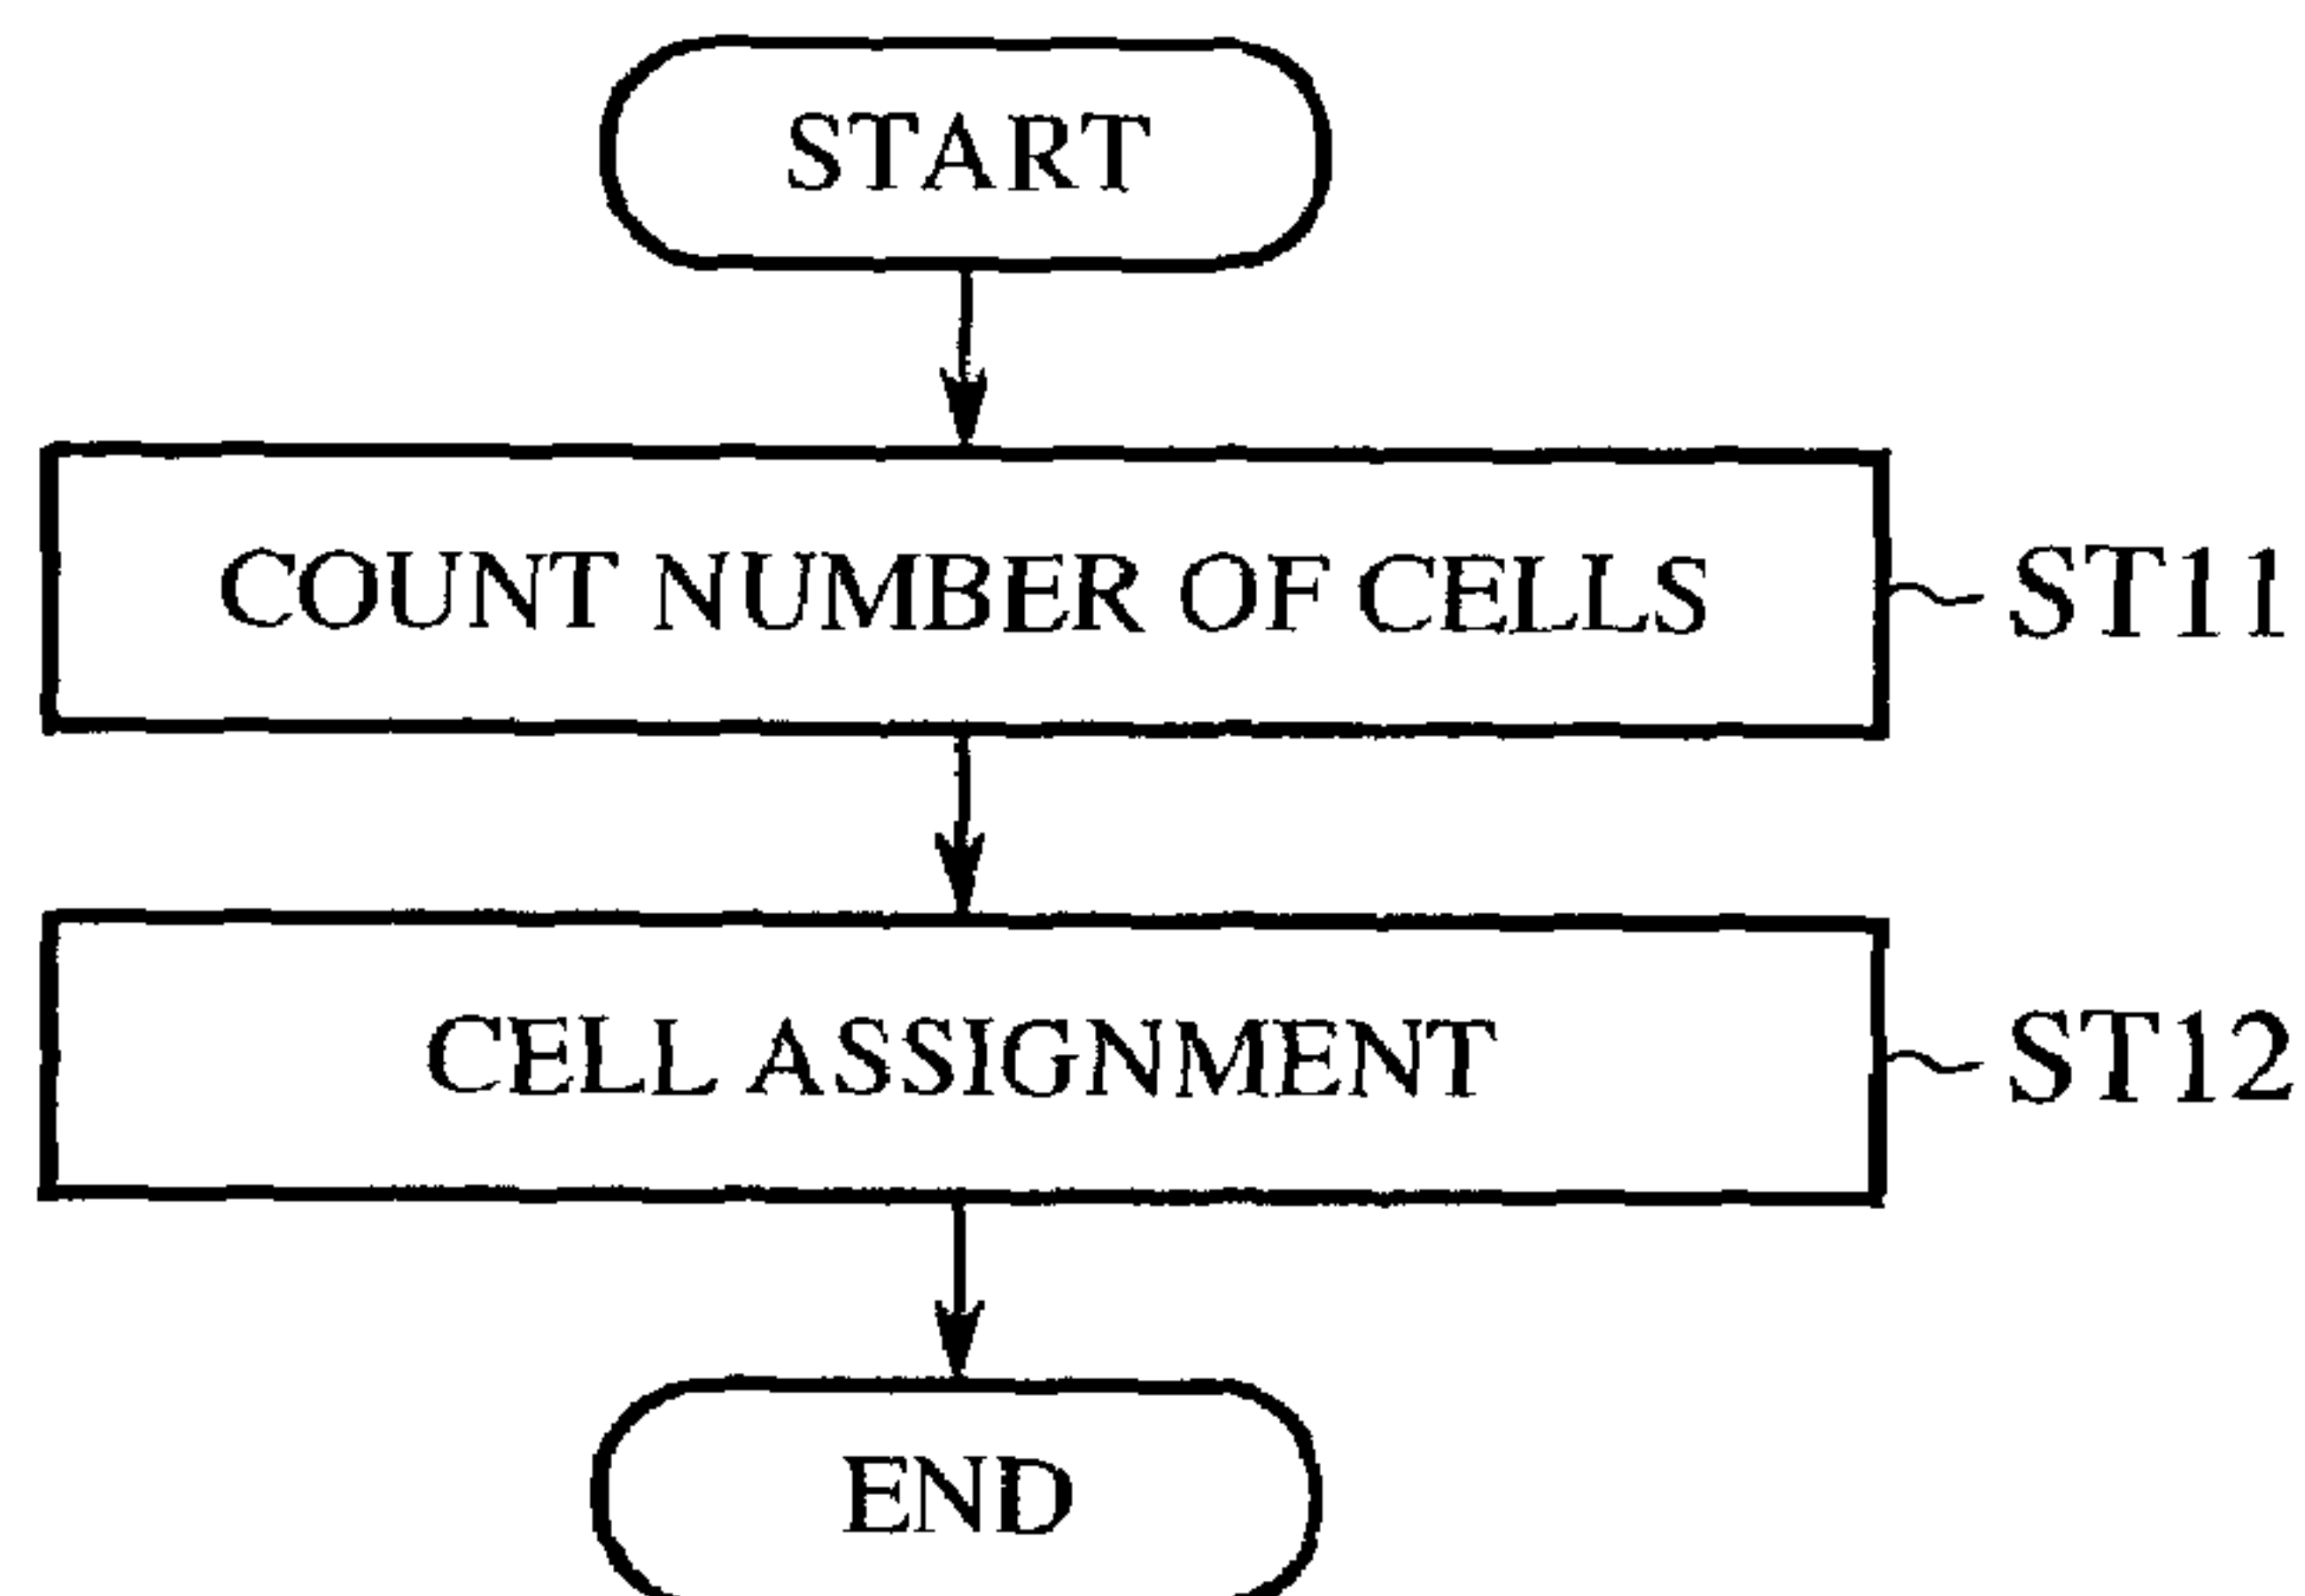 START
COUNT NUMBER OF CELLS
ST11
CELL ASSIGNMENT
ST12
END